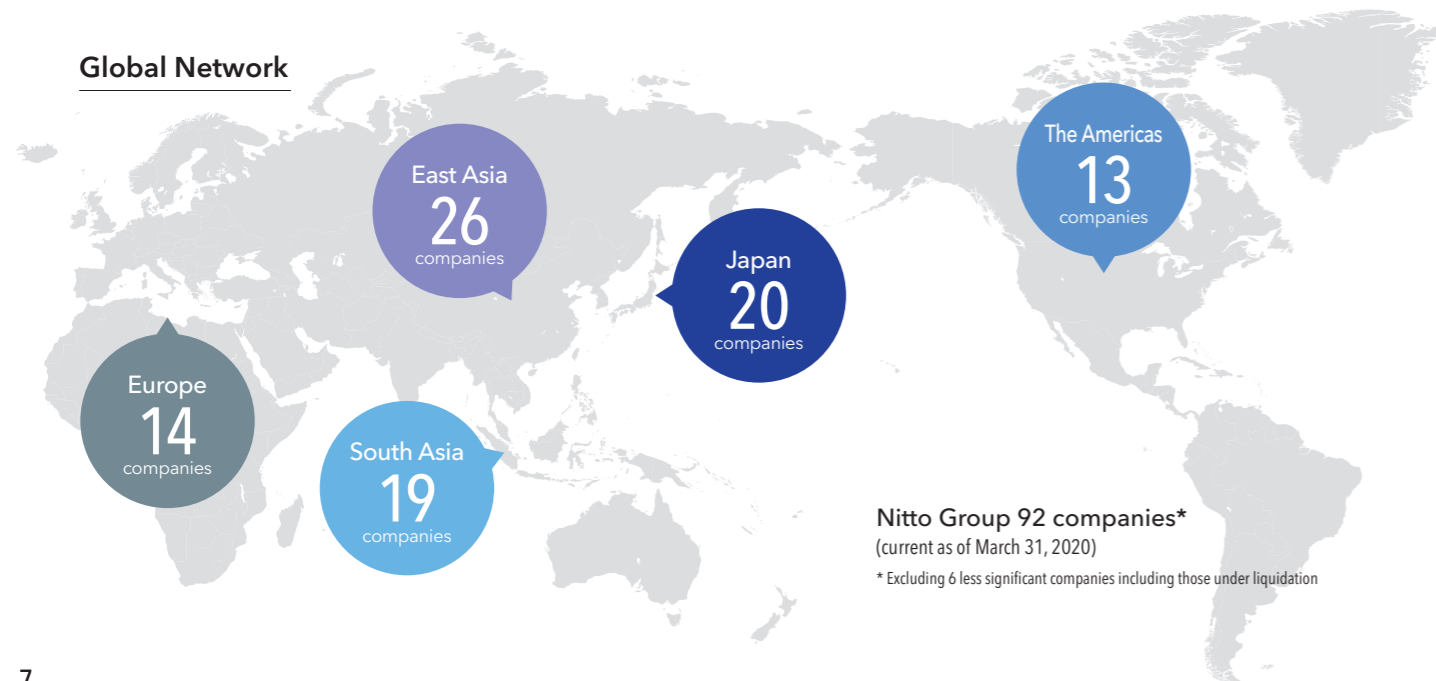 Global Network
East Asia
26
companies
The Americas
13
companies
Japan
20
companies
Europe
14
companies
South Asia
19
companies
Nitto Group 92 companies*
(current as of March 31, 2020)
* Excluding 6 less significant companies including those under liquidation
7